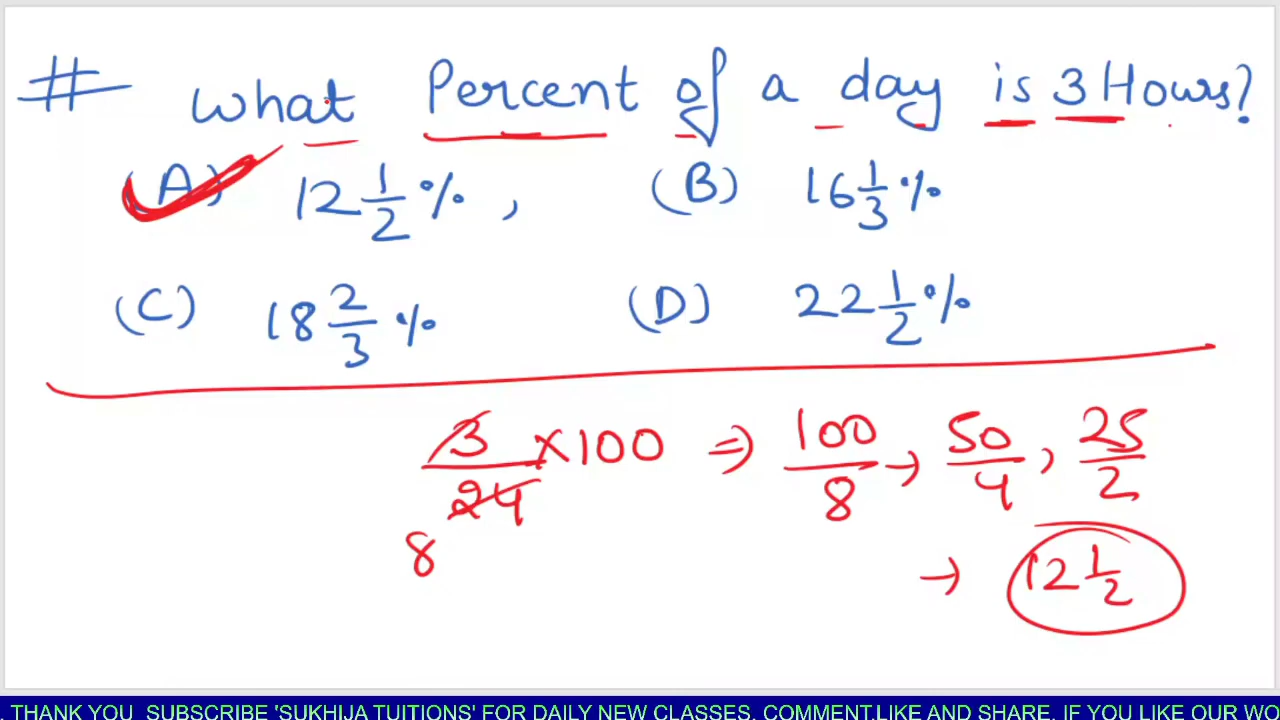 # What Percent of a day is 3 Hours?
(A) 12 1/2 %, (B) 16 1/3 %
(C) 18 2/3 % (D) 22 1/2 %
3/24 × 100 ⇒ 100/8 → 50/4, 25/2
8
→ 12 1/2
THANK YOU SUBSCRIBE 'SUKHIJA TUITIONS' FOR DAILY NEW CLASSES. COMMENT,LIKE AND SHARE. IF YOU LIKE OUR WO